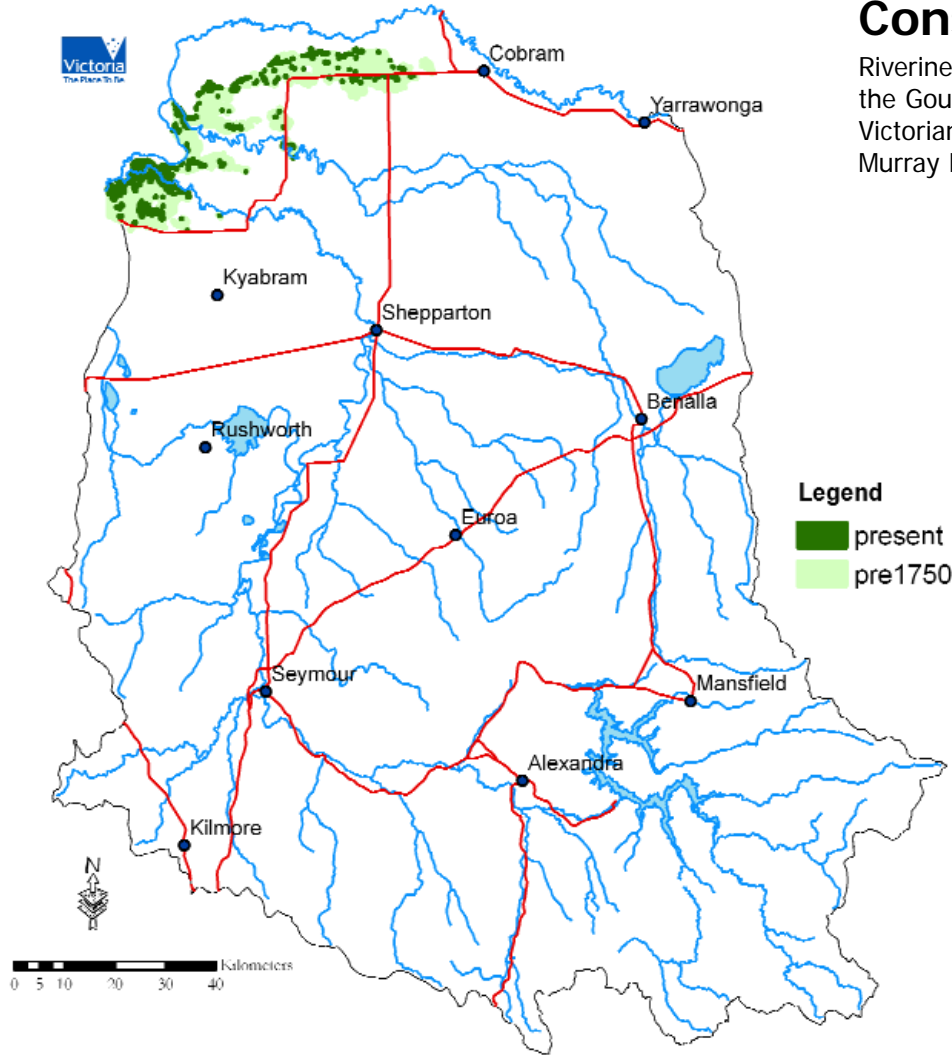 Con
Riverine
the Gou
Victorian
Murray
Victoria
The Place To Be
Cobram
Yarrawonga
Kyabram
Shepparton
Benalla
Rushworth
Euroa
Legend
present
pre1750
Seymour
Mansfield
Alexandra
Kilmore
N
Kilometers
0 5 10 20 30 40